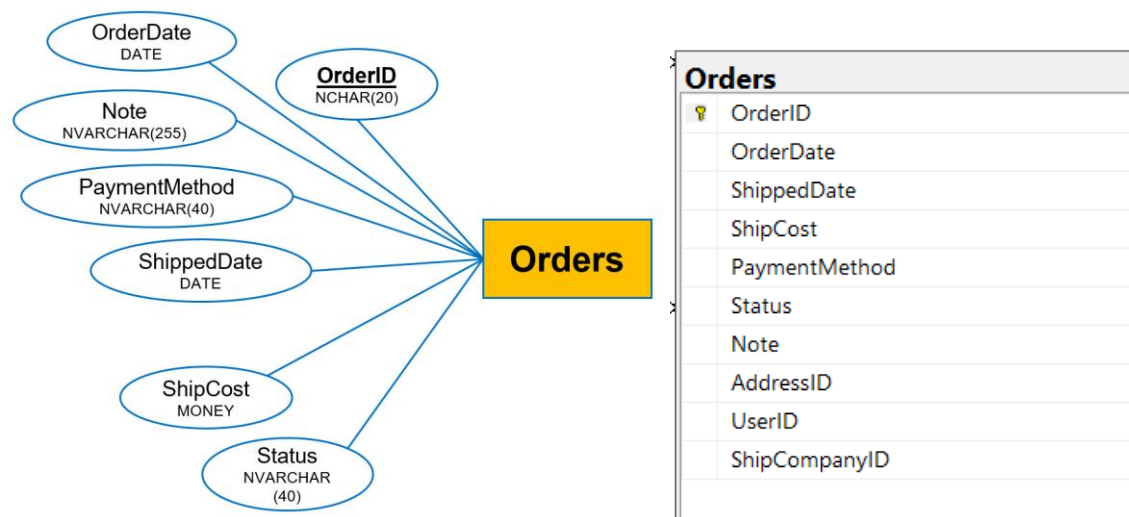 OrderDate
DATE
OrderID
NCHAR(20)
Note
NVARCHAR(255)
PaymentMethod
NVARCHAR(40)
ShippedDate
DATE
Orders
ShipCost
MONEY
Status
NVARCHAR
(40)
Orders
OrderID
OrderDate
ShippedDate
ShipCost
PaymentMethod
Status
Note
AddressID
UserID
ShipCompanyID